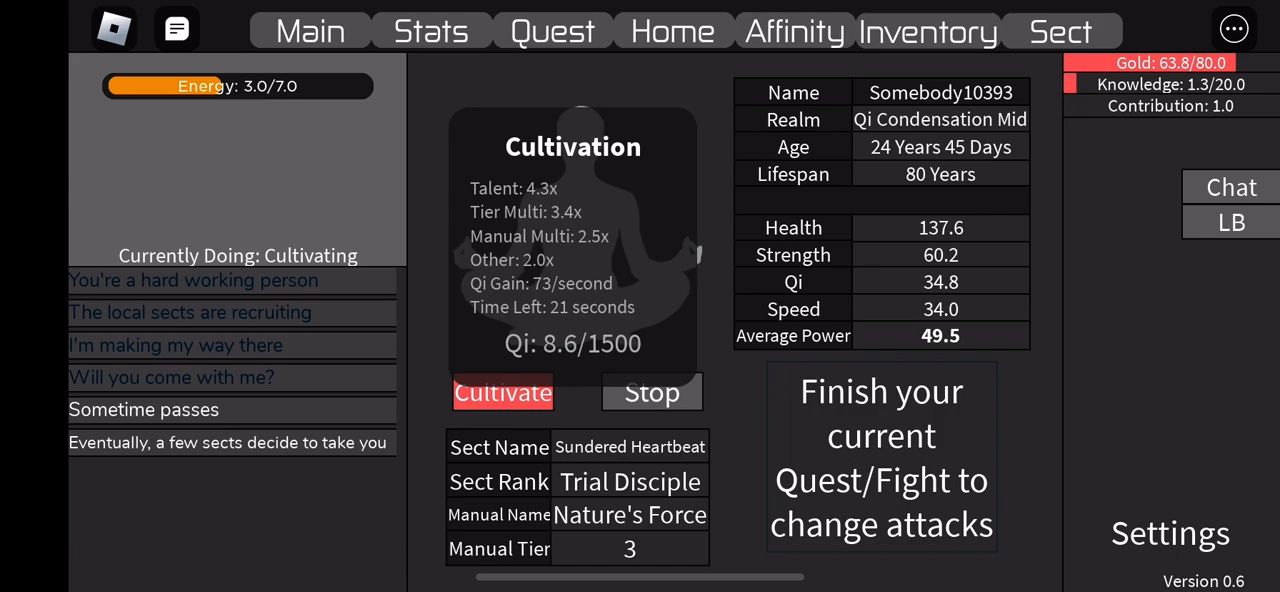 Main Stats Quest Home Affinity Inventory Sect
Energy: 3.0/7.0
Currently Doing: Cultivating
You're a hard working person
The local sects are recruiting
I'm making my way there
Will you come with me?
Sometime passes
Eventually, a few sects decide to take you
Cultivation
Talent: 4.3x
Tier Multi: 3.4x
Manual Multi: 2.5x
Other: 2.0x
Qi Gain: 73/second
Time Left: 21 seconds
Qi: 8.6/1500
Cultivate Stop
Sect Name Sundered Heartbeat
Sect Rank Trial Disciple
Manual Name Nature's Force
Manual Tier 3
Name Somebody10393
Realm Qi Condensation Mid
Age 24 Years 45 Days
Lifespan 80 Years
Health 137.6
Strength 60.2
Qi 34.8
Speed 34.0
Average Power 49.5
Finish your
current
Quest/Fight to
change attacks
Gold: 63.8/80.0
Knowledge: 1.3/20.0
Contribution: 1.0
Chat
LB
Settings
Version 0.6